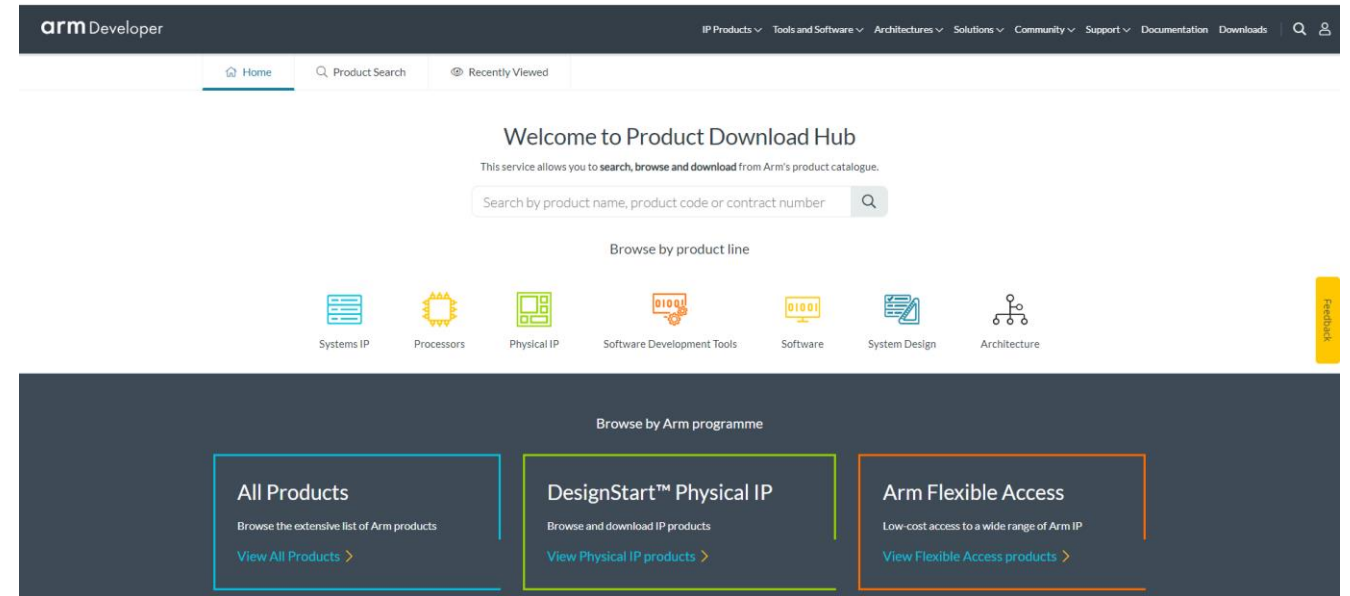 arm Developer
IP Products Tools and Software Architectures Solutions Community Support Documentation Downloads
Home Product Search Recently Viewed
Welcome to Product Download Hub
This service allows you to search, browse and download from Arm's product catalogue.
Search by product name, product code or contract number
Browse by product line
01001 01001
Systems IP Processors Physical IP Software Development Tools Software System Design Architecture
Feedback
Browse by Arm programme
All Products DesignStart™ Physical IP Arm Flexible Access
Browse the extensive list of Arm products Browse and download IP products Low-cost access to a wide range of Arm IP
View All Products View Physical IP products View Flexible Access products